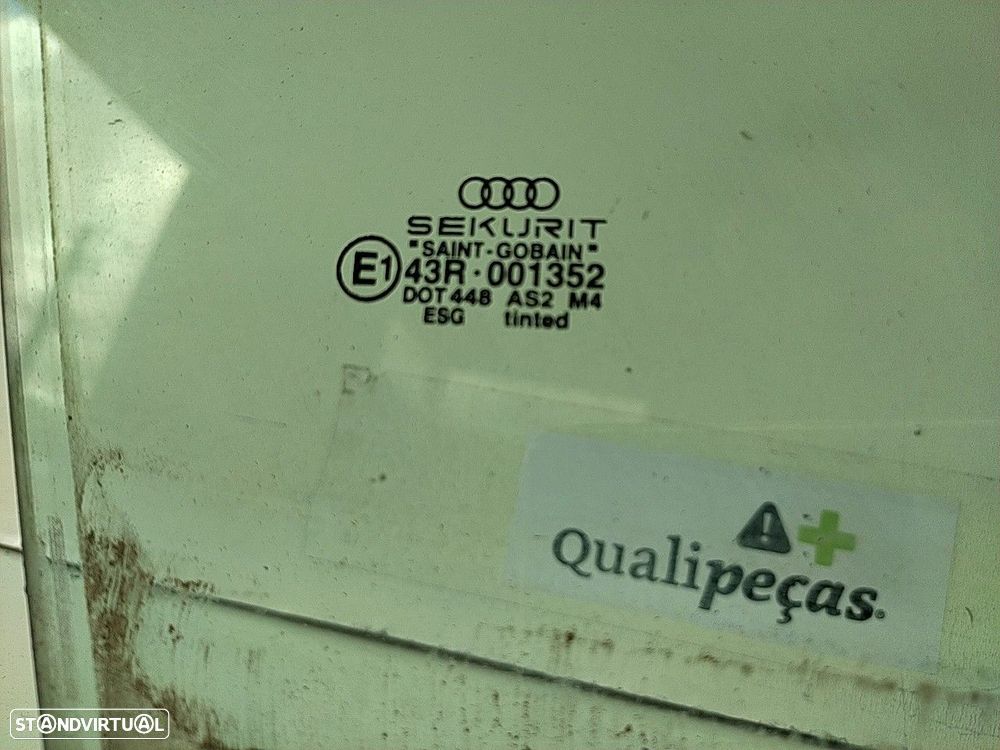 SEKURIT
"SAINT-GOBAIN"
E1 43R·001352
DOT 448 AS2 M4
ESG tinted
Qualipeças.
STANDVIRTUAL